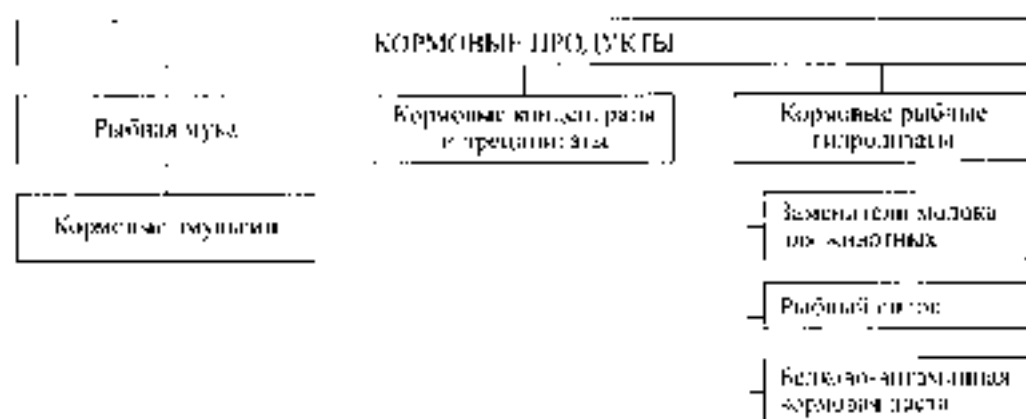 КОРМОВЫЕ ПРОДУКТЫ
Рыбная мука
Кормовые концентраты
и преципитаты
Кормовые рыбные
гидролизаты
Кормовые эмульсии
Заменители молока
для животных
Рыбный силос
Белково-витаминная
кормовая паста